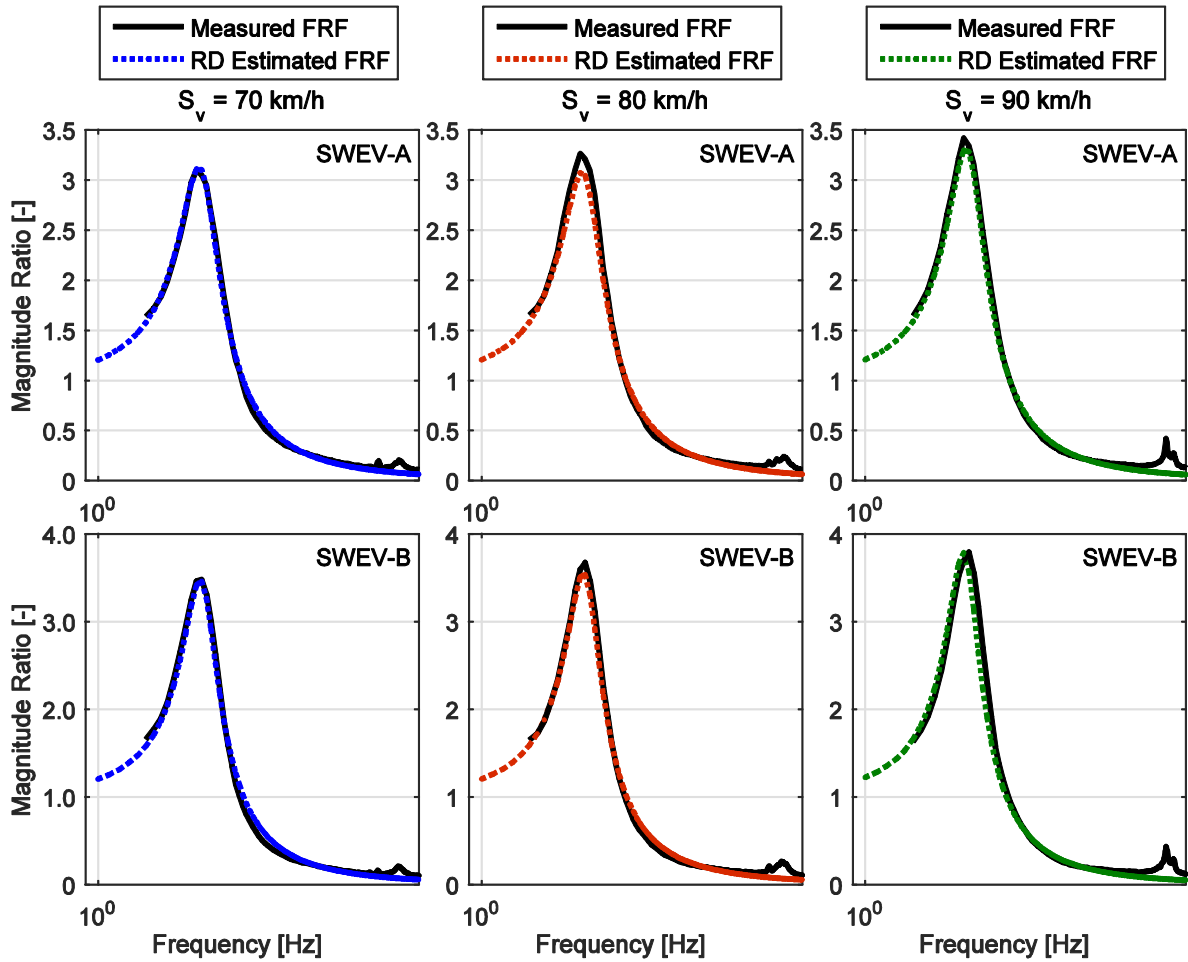 Measured FRF
RD Estimated FRF
Measured FRF
RD Estimated FRF
Measured FRF
RD Estimated FRF
S_v = 70 km/h
S_v = 80 km/h
S_v = 90 km/h
Magnitude Ratio [-]
3.5
3
2.5
2
1.5
1
0.5
0
10^0
SWEV-A
3.5
3
2.5
2
1.5
1
0.5
0
10^0
SWEV-A
3.5
3
2.5
2
1.5
1
0.5
0
10^0
SWEV-A
Magnitude Ratio [-]
4.0
3.0
2.0
1.0
0
10^0
SWEV-B
Frequency [Hz]
4
3
2
1
0
10^0
SWEV-B
Frequency [Hz]
4
3
2
1
0
10^0
SWEV-B
Frequency [Hz]